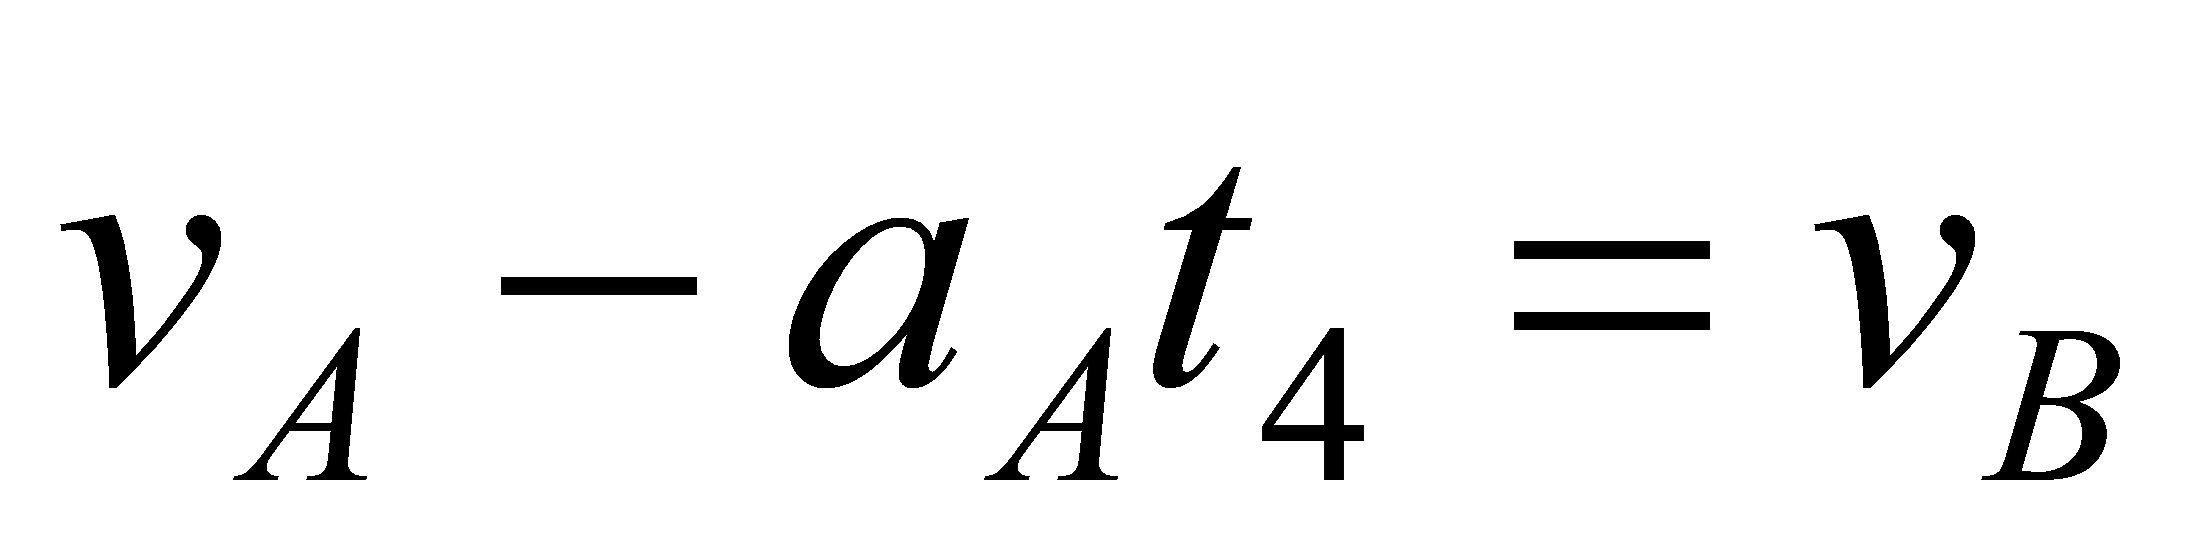 v_A − a_A t_4 = v_B